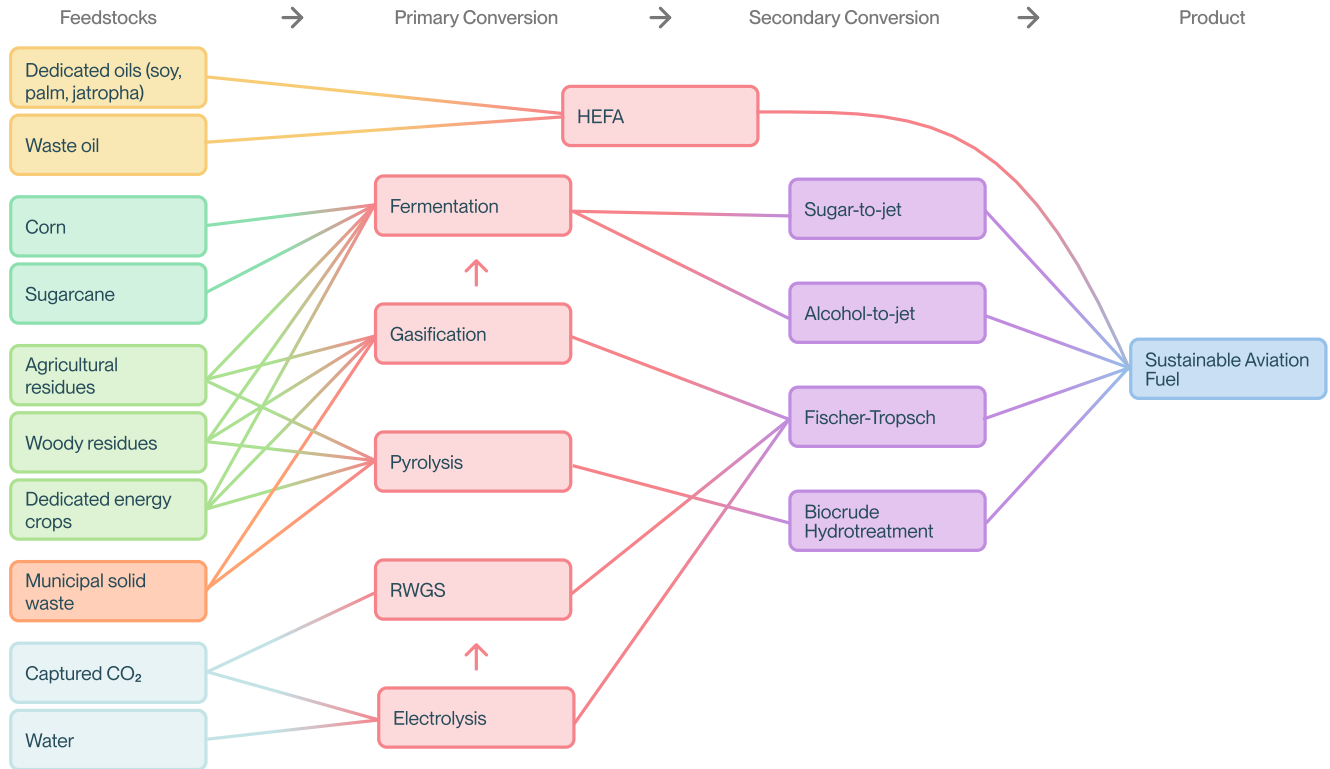 Feedstocks → Primary Conversion → Secondary Conversion → Product
Dedicated oils (soy,
palm, jatropha)
Waste oil
Corn
Sugarcane
Agricultural
residues
Woody residues
Dedicated energy
crops
Municipal solid
waste
Captured CO₂
Water
HEFA
Fermentation
Gasification
Pyrolysis
RWGS
Electrolysis
Sugar-to-jet
Alcohol-to-jet
Fischer-Tropsch
Biocrude
Hydrotreatment
Sustainable Aviation
Fuel